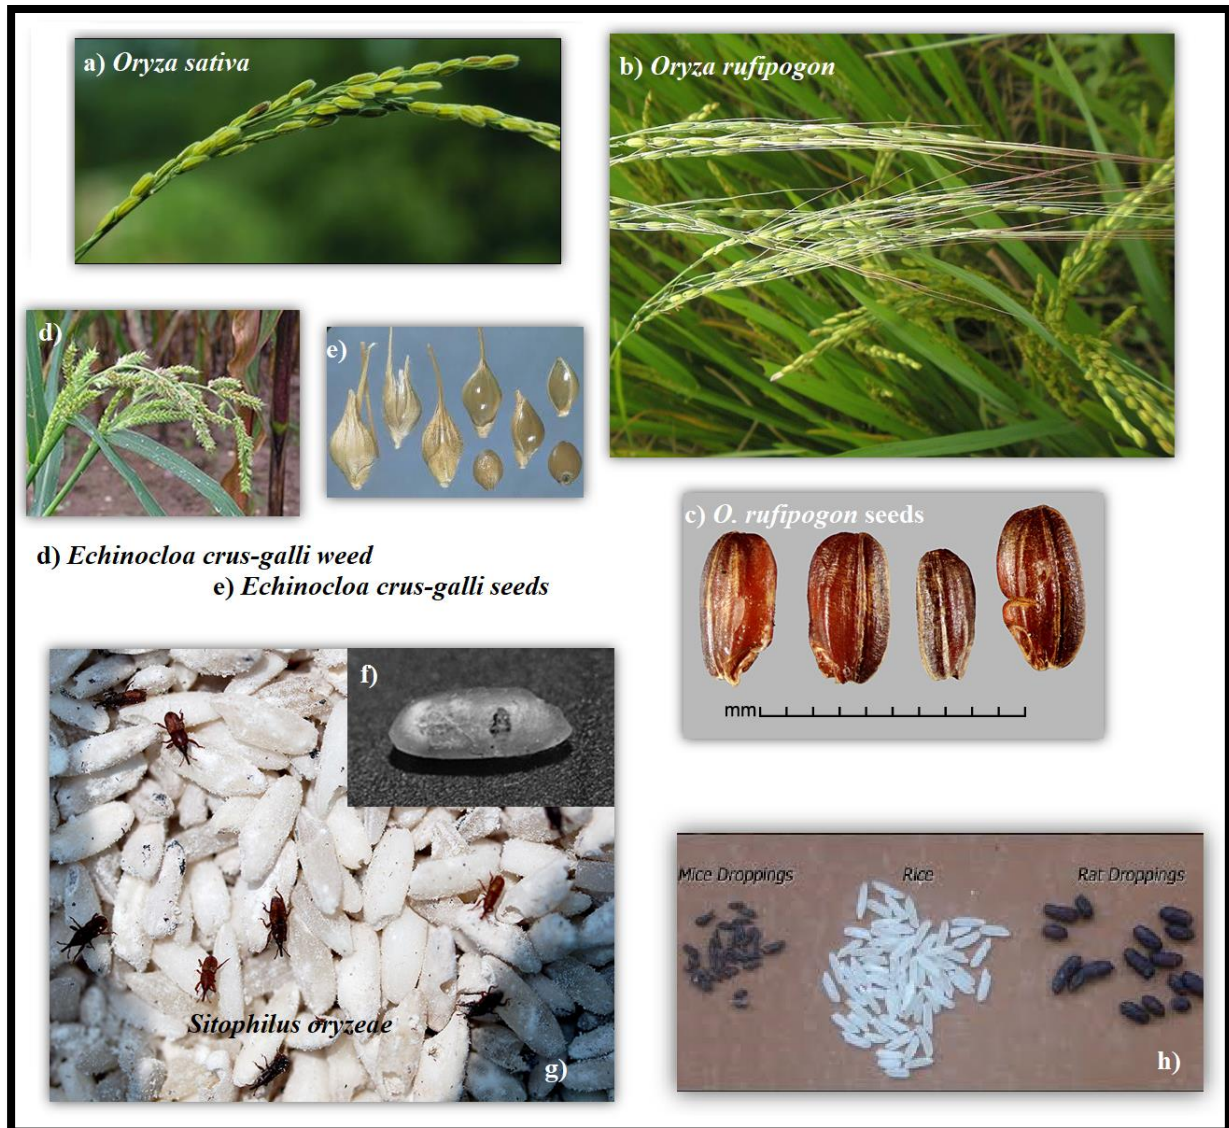 a) Oryza sativa
b) Oryza rufipogon
d)
e)
c) O. rufipogon seeds
mm
d) Echinocloa crus-galli weed
e) Echinocloa crus-galli seeds
f)
Sitophilus oryzeae
g)
Mice Droppings
Rice
Rat Droppings
h)